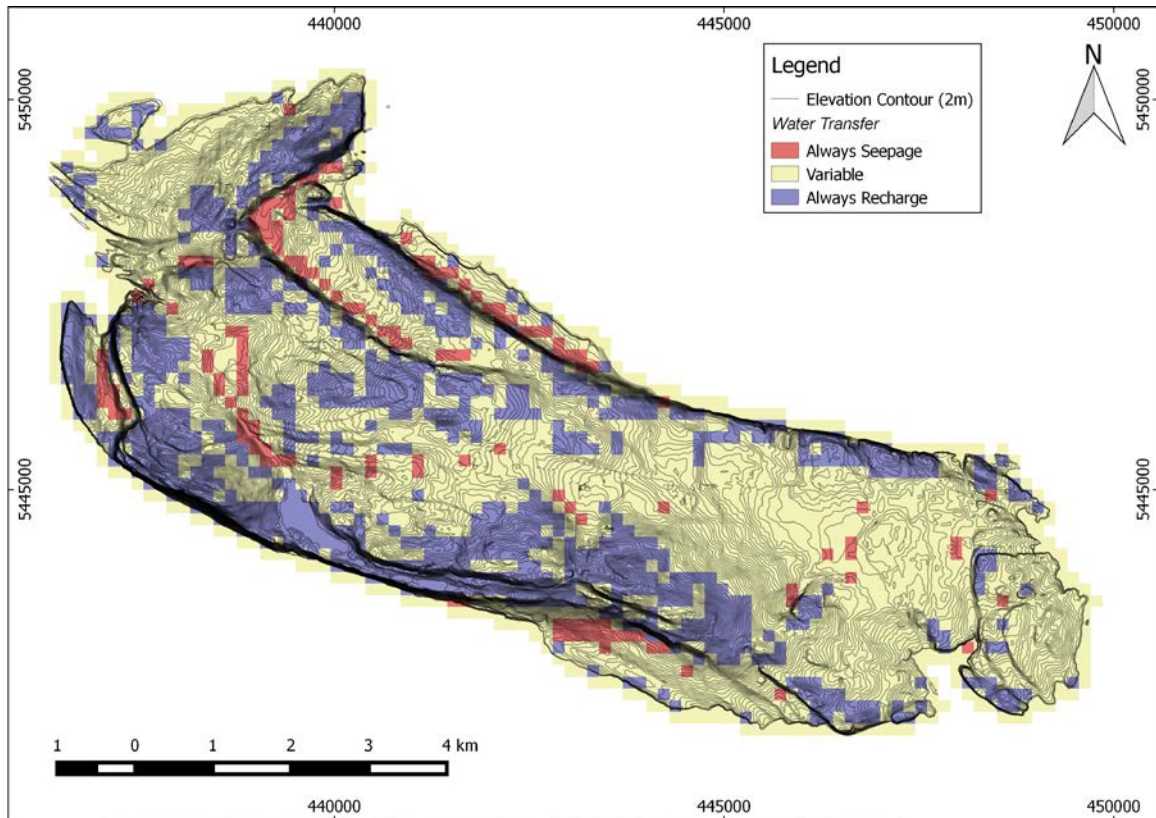 440000
445000
450000
5450000
5450000
Legend
Elevation Contour (2m)
Water Transfer
Always Seepage
Variable
Always Recharge
N
5445000
5445000
1 0 1 2 3 4 km
440000
445000
450000